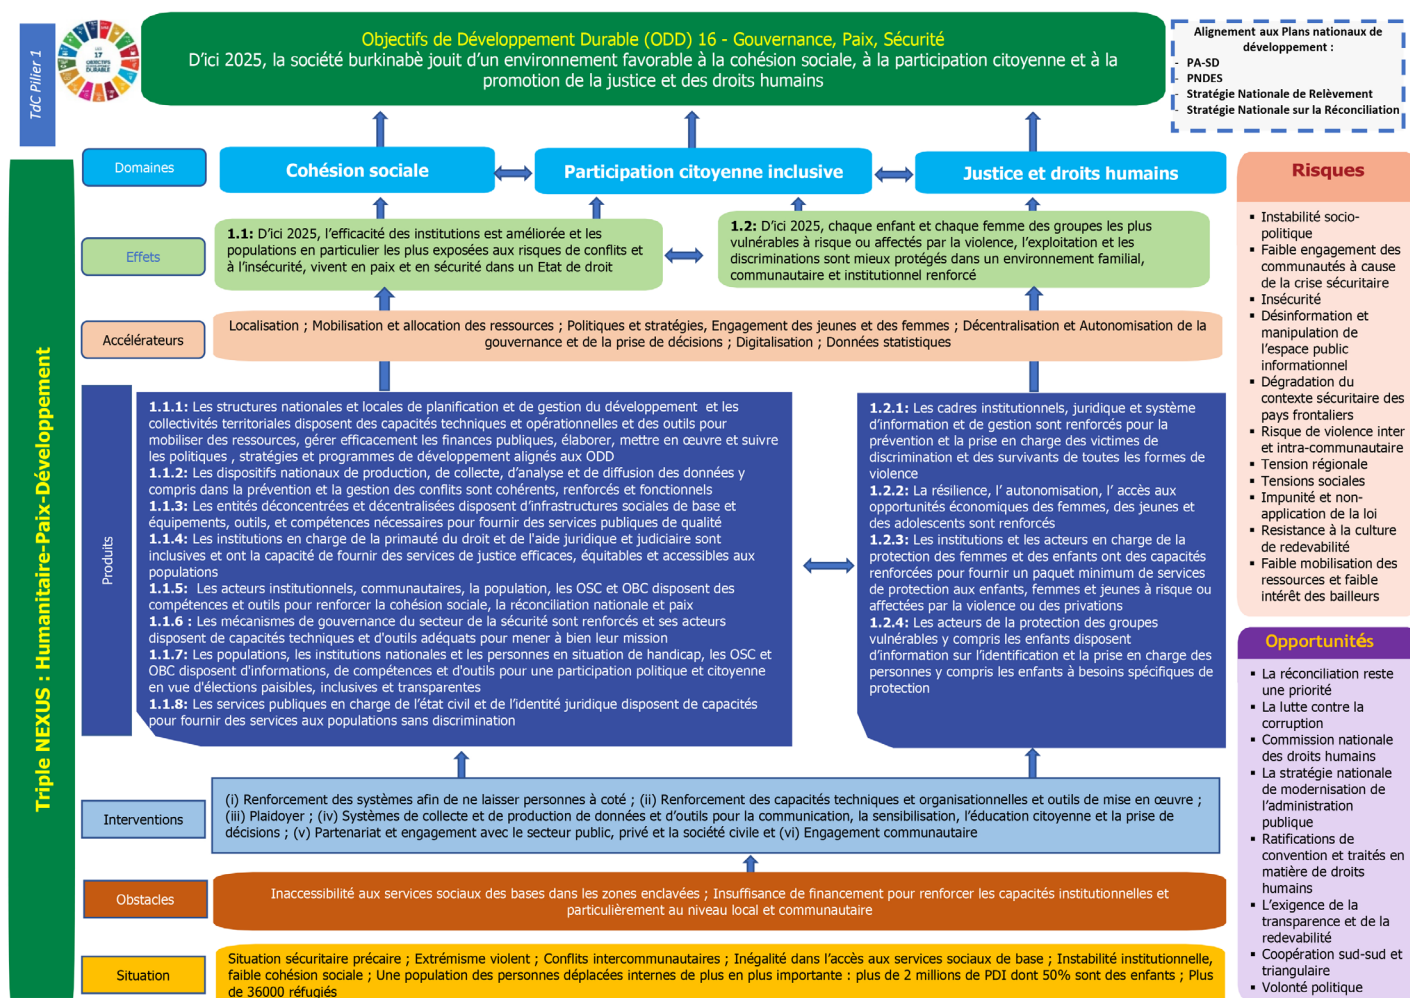 TdC Pilier 1
LES
17
OBJECTIFS
DE DÉVELOPPEMENT
DURABLE
Objectifs de Développement Durable (ODD) 16 - Gouvernance, Paix, Sécurité
D'ici 2025, la société burkinabè jouit d'un environnement favorable à la cohésion sociale, à la participation citoyenne et à la
promotion de la justice et des droits humains
Alignement aux Plans nationaux de
développement :
- PA-SD
- PNDES
- Stratégie Nationale de Relèvement
- Stratégie Nationale sur la Réconciliation
Triple NEXUS : Humanitaire-Paix-Développement
Domaines
Cohésion sociale
Participation citoyenne inclusive
Justice et droits humains
Effets
1.1: D'ici 2025, l'efficacité des institutions est améliorée et les
populations en particulier les plus exposées aux risques de conflits et
à l'insécurité, vivent en paix et en sécurité dans un Etat de droit
1.2: D'ici 2025, chaque enfant et chaque femme des groupes les plus
vulnérables à risque ou affectés par la violence, l'exploitation et les
discriminations sont mieux protégés dans un environnement familial,
communautaire et institutionnel renforcé
Accélérateurs
Localisation ; Mobilisation et allocation des ressources ; Politiques et stratégies, Engagement des jeunes et des femmes ; Décentralisation et Autonomisation de la
gouvernance et de la prise de décisions ; Digitalisation ; Données statistiques
Produits
1.1.1: Les structures nationales et locales de planification et de gestion du développement et les
collectivités territoriales disposent des capacités techniques et opérationnelles et des outils pour
mobiliser des ressources, gérer efficacement les finances publiques, élaborer, mettre en œuvre et suivre
les politiques , stratégies et programmes de développement alignés aux ODD
1.1.2: Les dispositifs nationaux de production, de collecte, d'analyse et de diffusion des données y
compris dans la prévention et la gestion des conflits sont cohérents, renforcés et fonctionnels
1.1.3: Les entités déconcentrées et décentralisées disposent d'infrastructures sociales de base et
équipements, outils, et compétences nécessaires pour fournir des services publiques de qualité
1.1.4: Les institutions en charge de la primauté du droit et de l'aide juridique et judiciaire sont
inclusives et ont la capacité de fournir des services de justice efficaces, équitables et accessibles aux
populations
1.1.5: Les acteurs institutionnels, communautaires, la population, les OSC et OBC disposent des
compétences et outils pour renforcer la cohésion sociale, la réconciliation nationale et paix
1.1.6 : Les mécanismes de gouvernance du secteur de la sécurité sont renforcés et ses acteurs
disposent de capacités techniques et d'outils adéquats pour mener à bien leur mission
1.1.7: Les populations, les institutions nationales et les personnes en situation de handicap, les OSC et
OBC disposent d'informations, de compétences et d'outils pour une participation politique et citoyenne
en vue d'élections paisibles, inclusives et transparentes
1.1.8: Les services publiques en charge de l'état civil et de l'identité juridique disposent de capacités
pour fournir des services aux populations sans discrimination
1.2.1: Les cadres institutionnels, juridique et système
d'information et de gestion sont renforcés pour la
prévention et la prise en charge des victimes de
discrimination et des survivants de toutes les formes de
violence
1.2.2: La résilience, l' autonomisation, l' accès aux
opportunités économiques des femmes, des jeunes et
des adolescents sont renforcés
1.2.3: Les institutions et les acteurs en charge de la
protection des femmes et des enfants ont des capacités
renforcées pour fournir un paquet minimum de services
de protection aux enfants, femmes et jeunes à risque ou
affectées par la violence ou des privations
1.2.4: Les acteurs de la protection des groupes
vulnérables y compris les enfants disposent
d'information sur l'identification et la prise en charge des
personnes y compris les enfants à besoins spécifiques de
protection
Interventions
(i) Renforcement des systèmes afin de ne laisser personnes à coté ; (ii) Renforcement des capacités techniques et organisationnelles et outils de mise en œuvre ;
(iii) Plaidoyer ; (iv) Systèmes de collecte et de production de données et d'outils pour la communication, la sensibilisation, l'éducation citoyenne et la prise de
décisions ; (v) Partenariat et engagement avec le secteur public, privé et la société civile et (vi) Engagement communautaire
Obstacles
Inaccessibilité aux services sociaux des bases dans les zones enclavées ; Insuffisance de financement pour renforcer les capacités institutionnelles et
particulièrement au niveau local et communautaire
Situation
Situation sécuritaire précaire ; Extrémisme violent ; Conflits intercommunautaires ; Inégalité dans l'accès aux services sociaux de base ; Instabilité institutionnelle,
faible cohésion sociale ; Une population des personnes déplacées internes de plus en plus importante : plus de 2 millions de PDI dont 50% sont des enfants ; Plus
de 36000 réfugiés
Risques
▪ Instabilité socio-
politique
▪ Faible engagement des
communautés à cause
de la crise sécuritaire
▪ Insécurité
▪ Désinformation et
manipulation de
l'espace public
informationnel
▪ Dégradation du
contexte sécuritaire des
pays frontaliers
▪ Risque de violence inter
et intra-communautaire
▪ Tension régionale
▪ Tensions sociales
▪ Impunité et non-
application de la loi
▪ Resistance à la culture
de redevabilité
▪ Faible mobilisation des
ressources et faible
intérêt des bailleurs
Opportunités
▪ La réconciliation reste
une priorité
▪ La lutte contre la
corruption
▪ Commission nationale
des droits humains
▪ La stratégie nationale
de modernisation de
l'administration
publique
▪ Ratifications de
convention et traités en
matière de droits
humains
▪ L'exigence de la
transparence et de la
redevabilité
▪ Coopération sud-sud et
triangulaire
▪ Volonté politique